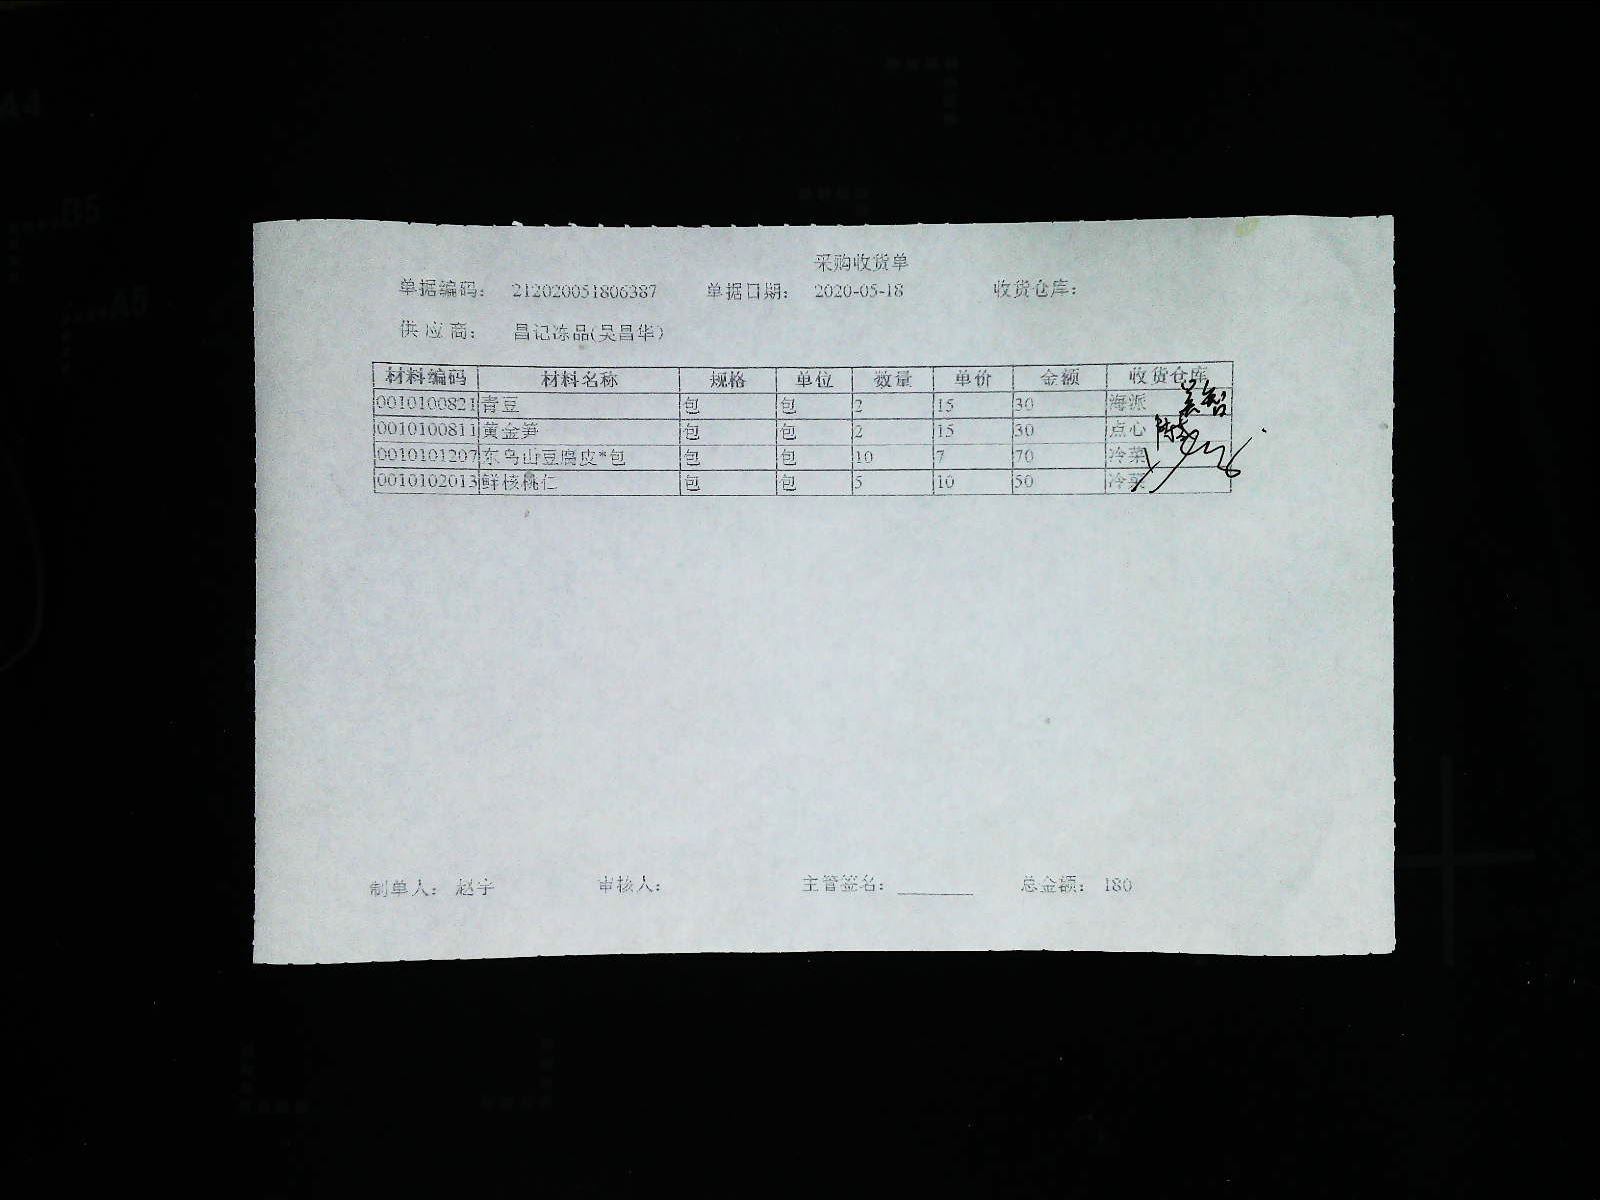 采购收货单
单据编码: 212020051806387 单据日期: 2020-05-18 收货仓库:
供应商: 昌记冻品(吴昌华)
材料编码 材料名称 规格 单位 数量 单价 金额 收货仓库
0010100821 青豆 包 包 2 15 30 海派
0010100811 黄金笋 包 包 2 15 30 点心
0010101207 东乌山豆腐皮*包 包 包 10 7 70 冷菜
0010102013 鲜核桃仁 包 包 5 10 50 冷菜
制单人: 赵宇 审核人: 主管签名: 总金额: 180